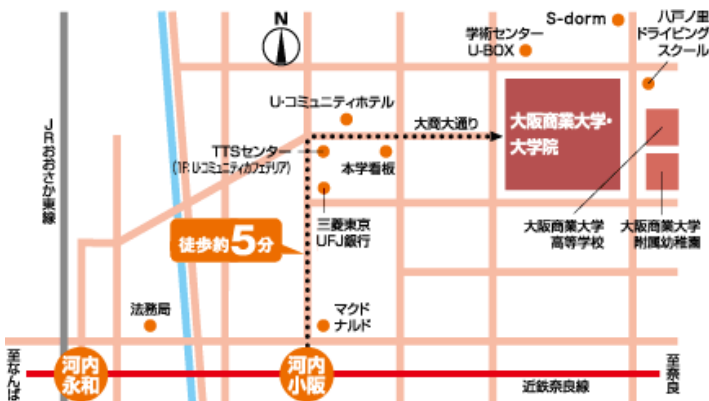 N
S-dorm
八戸ノ里
ドライビング
スクール
学術センター
U-BOX
U・コミュニティホテル
大商大通り
大阪商業大学・
大学院
JRおおさか東線
TTSセンター
(1F: U・コミュニティカフェテリア)
本学看板
三菱東京
UFJ銀行
大阪商業大学
高等学校
大阪商業大学
附属幼稚園
徒歩約5分
法務局
マクド
ナルド
至なんば
河内
永和
河内
小阪
近鉄奈良線
至奈良